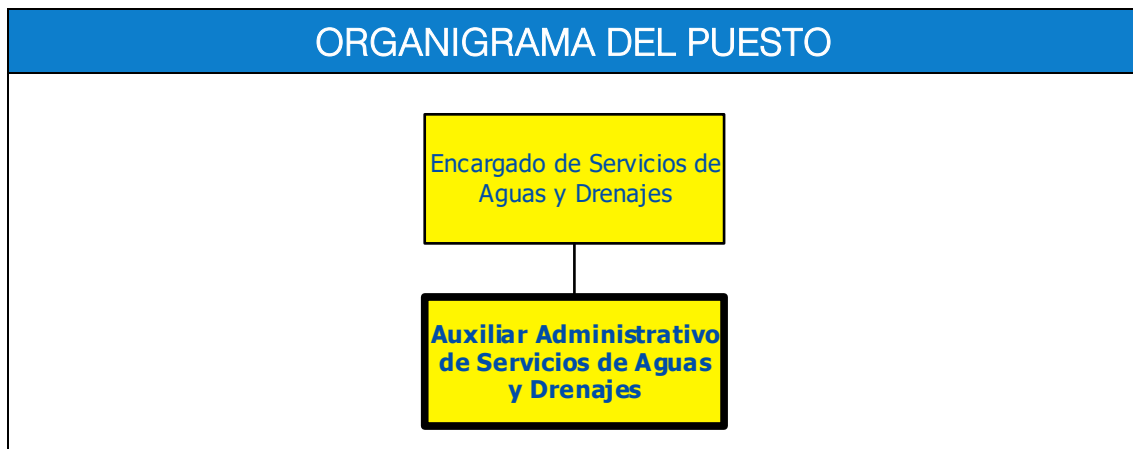 ORGANIGRAMA DEL PUESTO
Encargado de Servicios de
Aguas y Drenajes
Auxiliar Administrativo
de Servicios de Aguas
y Drenajes